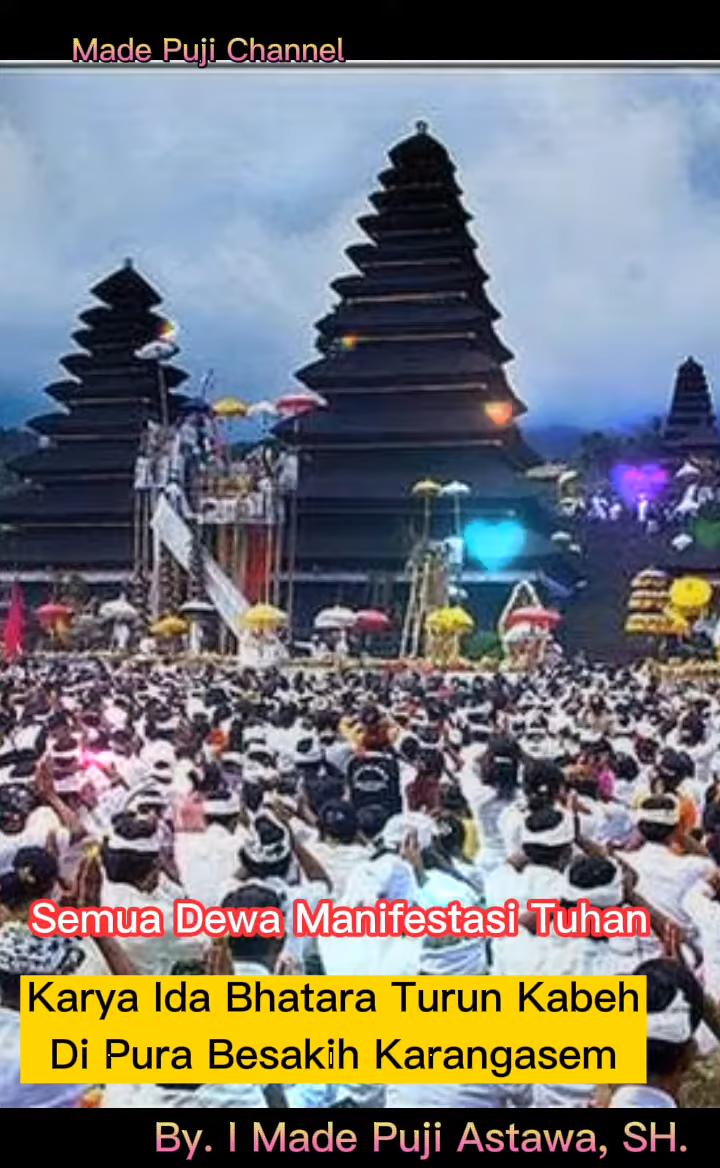 Made Puji Channel
Semua Dewa Manifestasi Tuhan
Karya Ida Bhatara Turun Kabeh
Di Pura Besakih Karangasem
By. I Made Puji Astawa, SH.